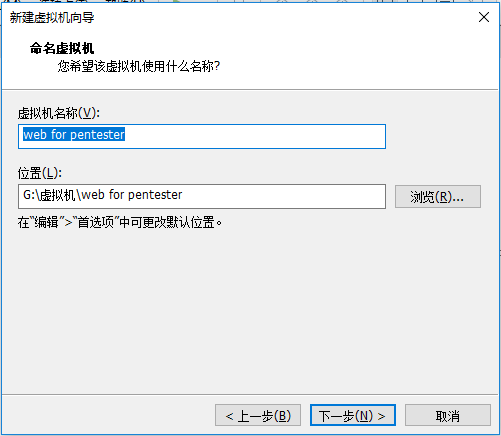 新建虚拟机向导
命名虚拟机
您希望该虚拟机使用什么名称?
虚拟机名称(V):
web for pentester
位置(L):
G:\虚拟机\web for pentester
浏览(R)...
在“编辑”>“首选项”中可更改默认位置。
< 上一步(B)
下一步(N) >
取消